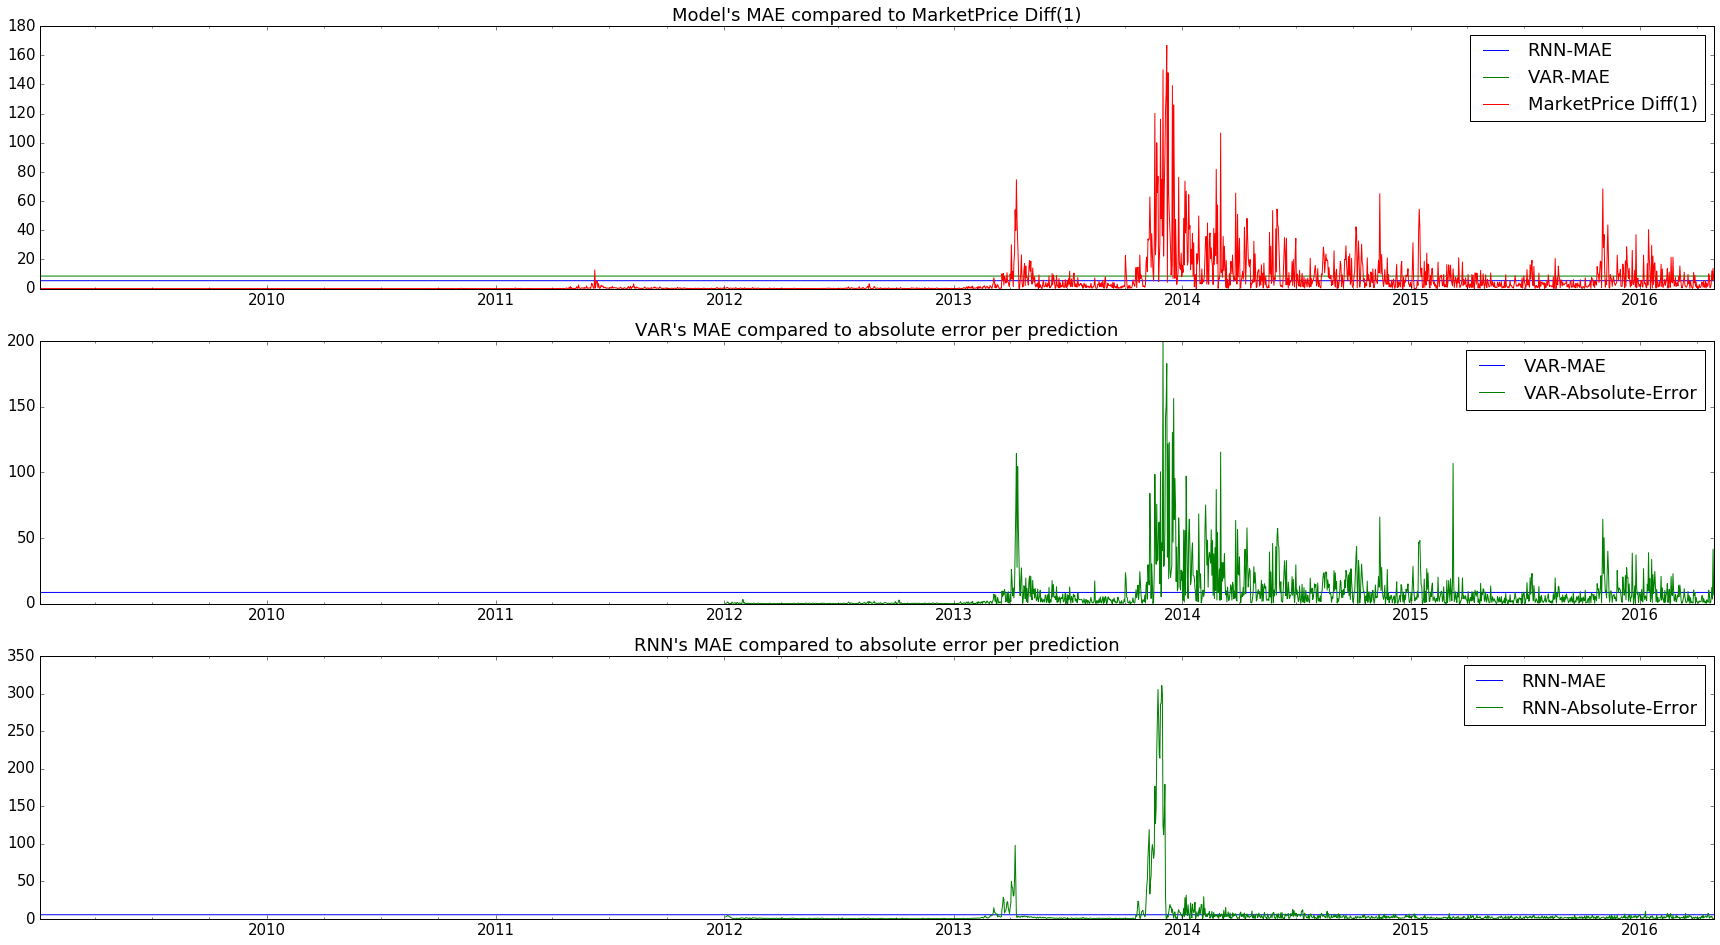 Model's MAE compared to MarketPrice Diff(1)
180
160
140
120
100
80
60
40
20
0
RNN-MAE
VAR-MAE
MarketPrice Diff(1)
2010 2011 2012 2013 2014 2015 2016
VAR's MAE compared to absolute error per prediction
200
150
100
50
0
VAR-MAE
VAR-Absolute-Error
2010 2011 2012 2013 2014 2015 2016
RNN's MAE compared to absolute error per prediction
350
300
250
200
150
100
50
0
RNN-MAE
RNN-Absolute-Error
2010 2011 2012 2013 2014 2015 2016